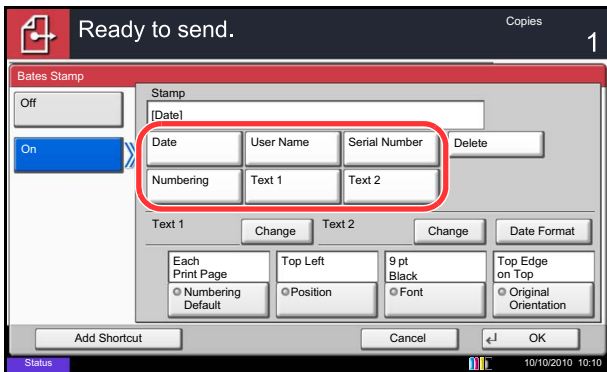 Ready to send.
Copies
1
Bates Stamp
Off
On
Stamp
[Date]
Date
User Name
Serial Number
Delete
Numbering
Text 1
Text 2
Text 1
Change
Text 2
Change
Date Format
Each
Print Page
Top Left
9 pt
Black
Top Edge
on Top
Numbering
Default
Position
Font
Original
Orientation
Add Shortcut
Cancel
OK
Status
10/10/2010 10:10